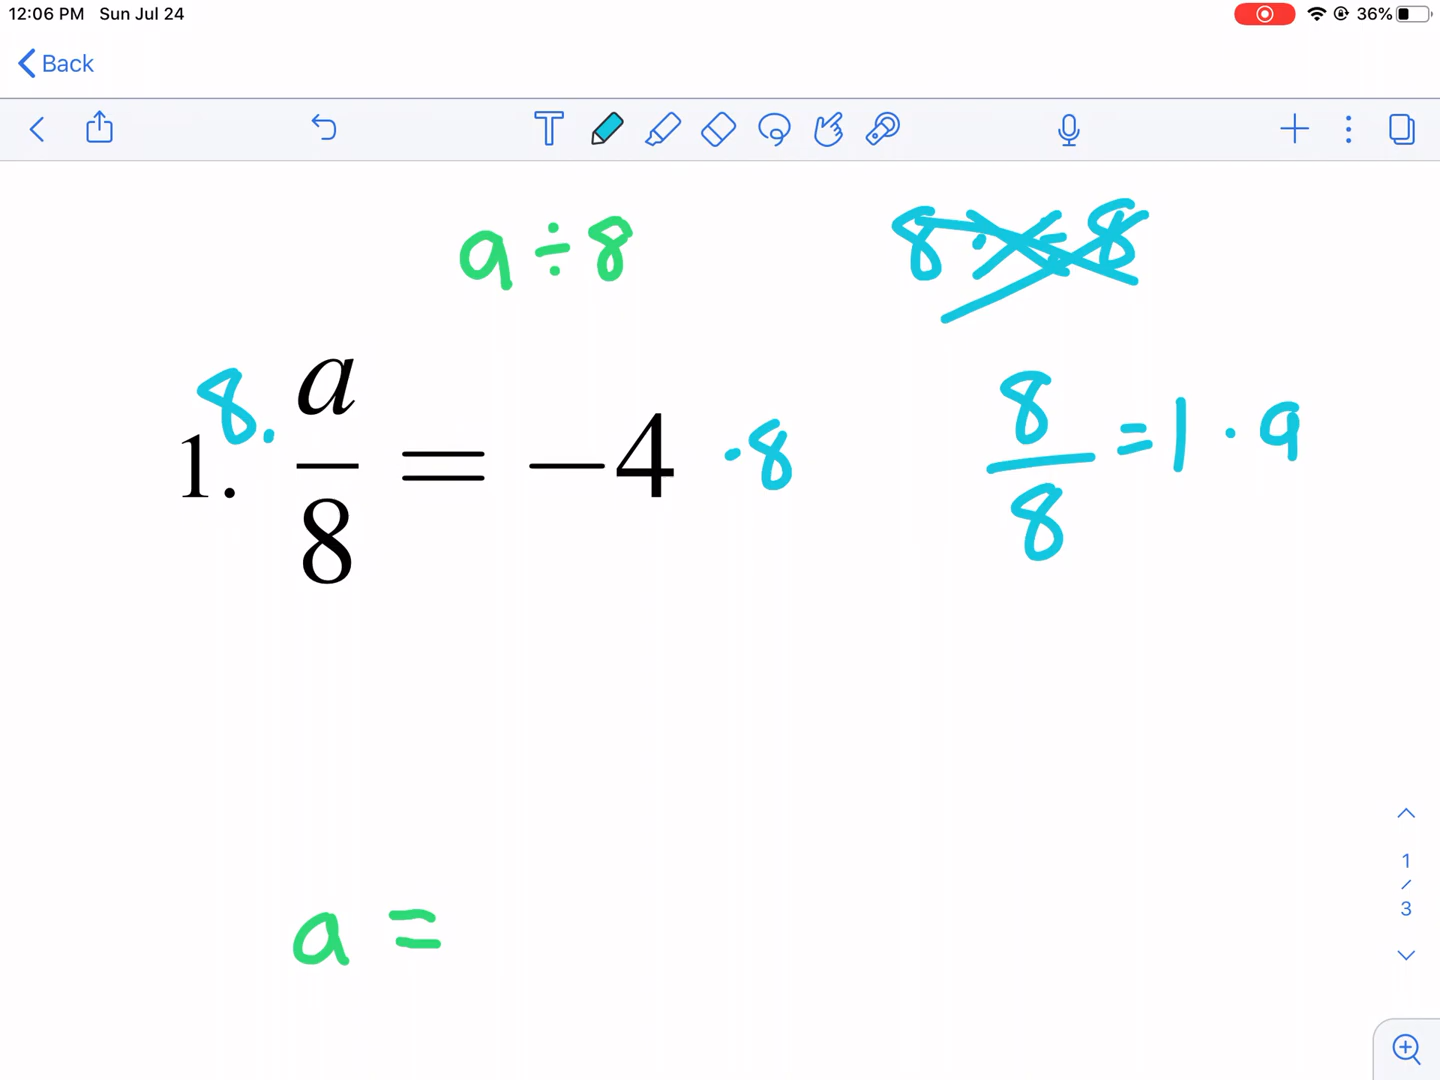 12:06 PM Sun Jul 24 36%
Back
a ÷ 8
8 ÷ 8
1. 8· a/8 = −4 ·8
8/8 = 1 · a
a =
1
/
3